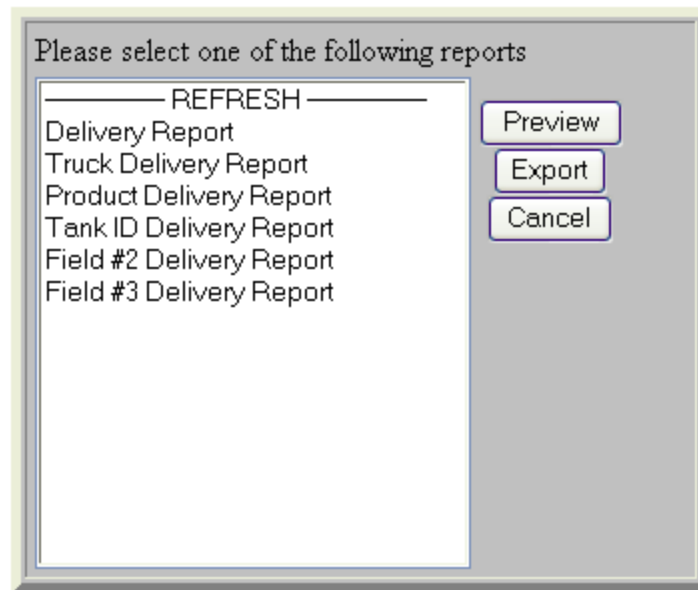 Please select one of the following reports
REFRESH
Delivery Report
Truck Delivery Report
Product Delivery Report
Tank ID Delivery Report
Field #2 Delivery Report
Field #3 Delivery Report
Preview
Export
Cancel